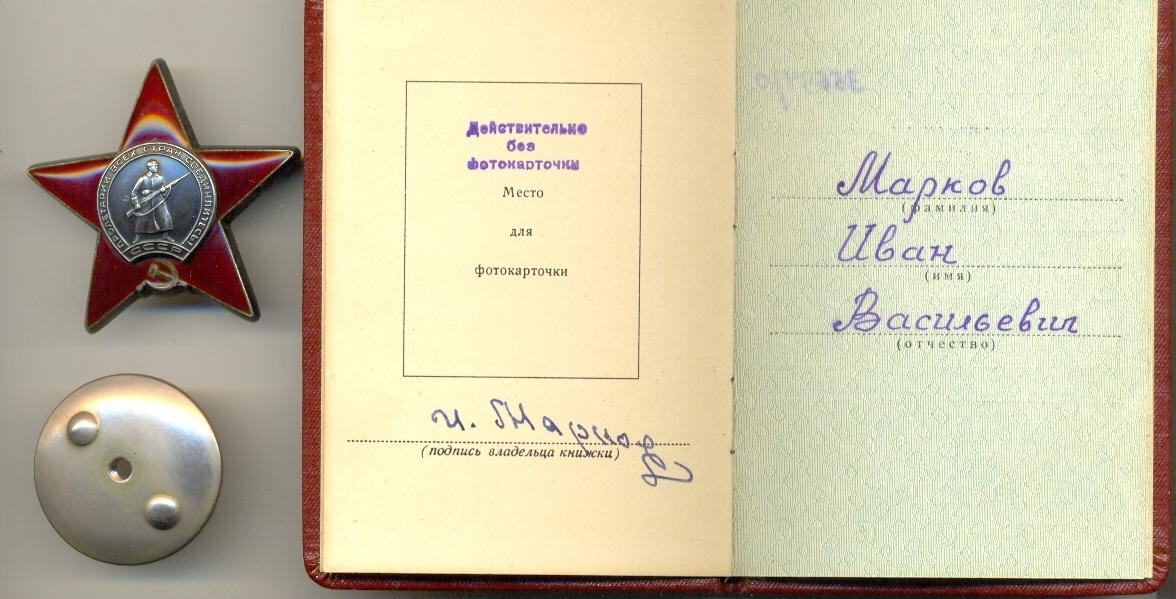 ПРОЛЕТАРИИ ВСЕХ СТРАН СОЕДИНЯЙТЕСЬ!
СССР
Действительно
без
фотокарточки
Место
для
фотокарточки
И. Марков
(подпись владельца книжки)
Марков
(фамилия)
Иван
(имя)
Васильевич
(отчество)